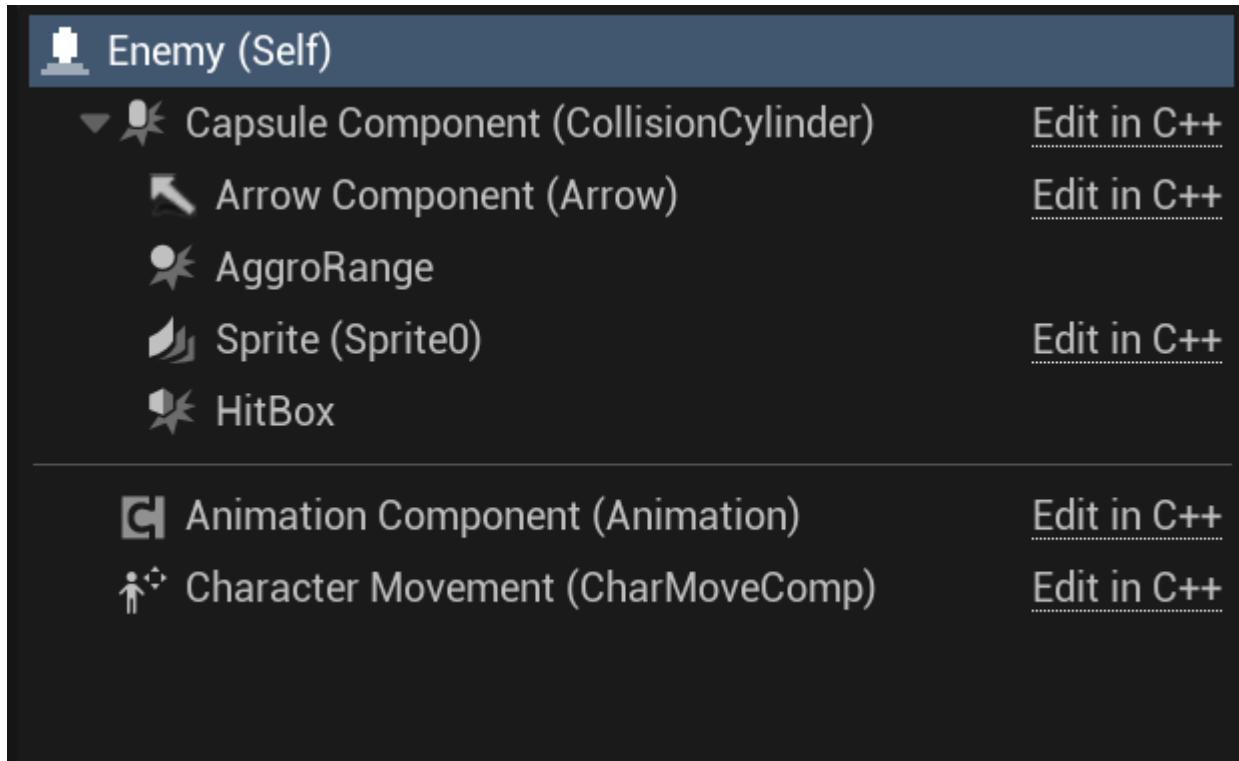 Enemy (Self)
Capsule Component (CollisionCylinder) Edit in C++
Arrow Component (Arrow) Edit in C++
AggroRange
Sprite (Sprite0) Edit in C++
HitBox
Animation Component (Animation) Edit in C++
Character Movement (CharMoveComp) Edit in C++